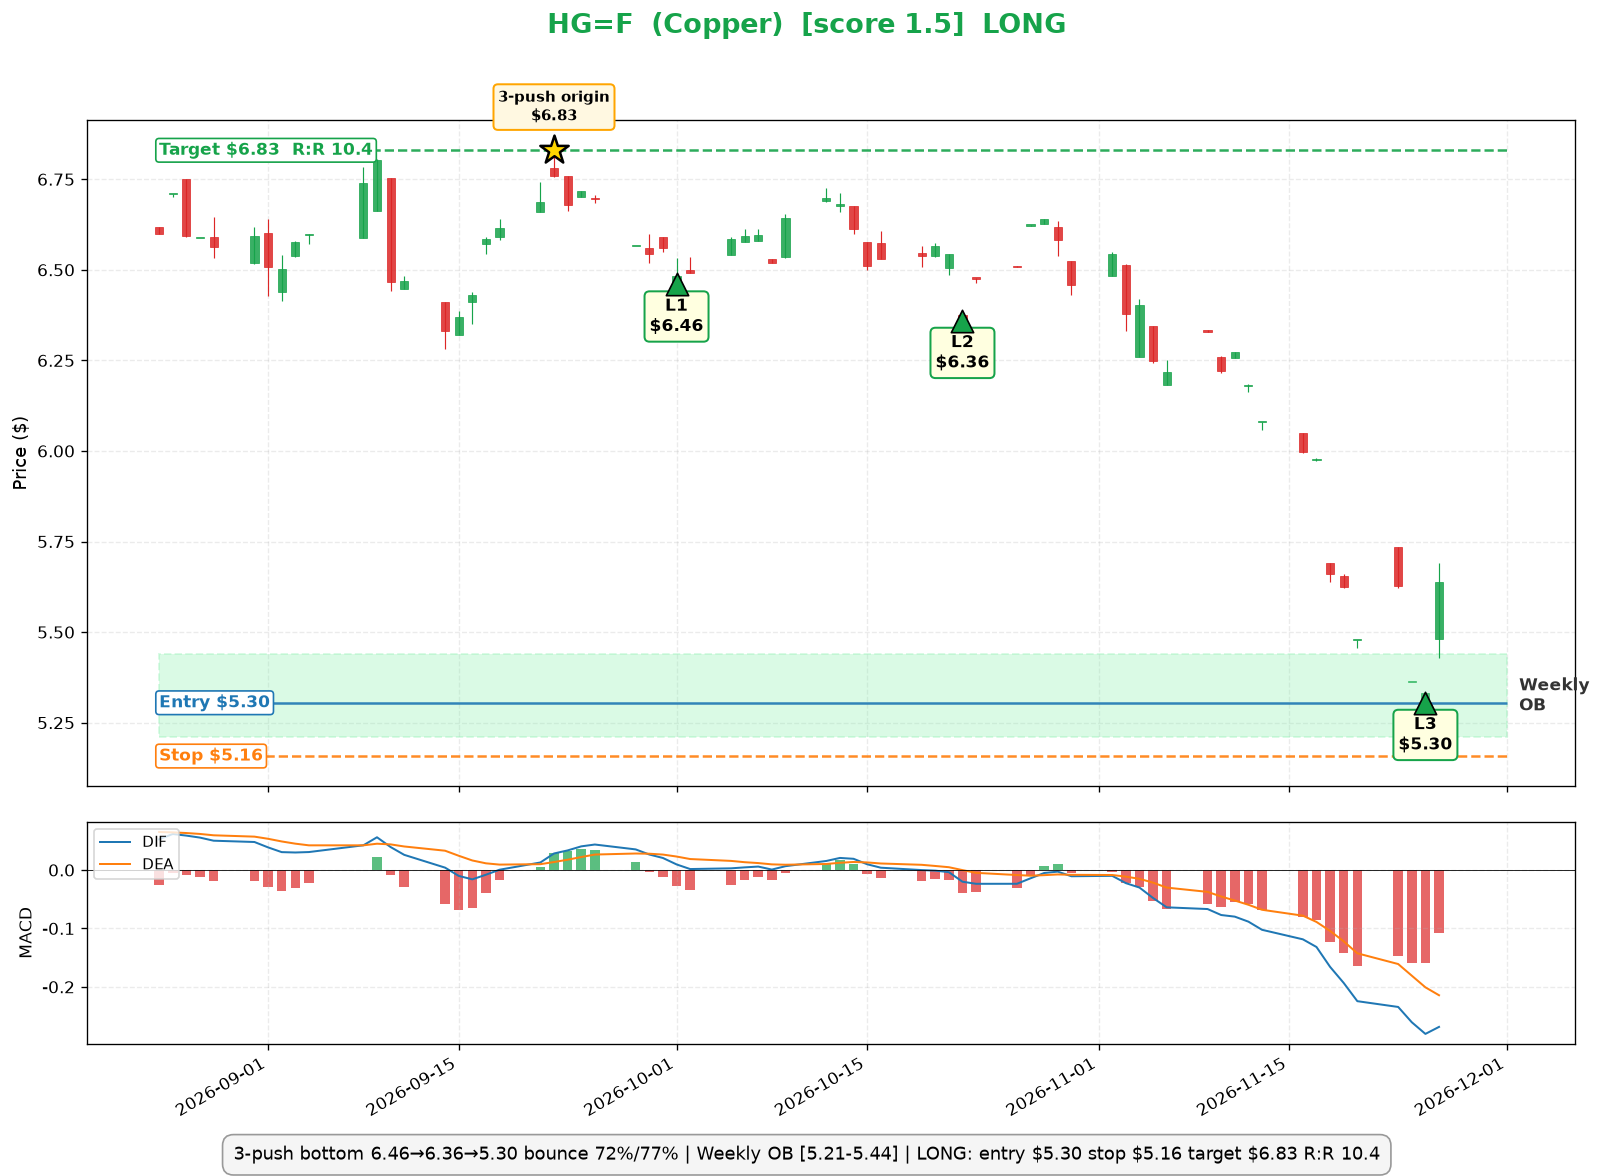 HG=F (Copper) [score 1.5] LONG
3-push origin
$6.83
Target $6.83 R:R 10.4
6.75
6.50
6.25
6.00
5.75
5.50
5.25
Price ($)
L1
$6.46
L2
$6.36
Entry $5.30
Weekly
OB
L3
$5.30
Stop $5.16
DIF
DEA
0.0
-0.1
-0.2
MACD
2026-09-01
2026-09-15
2026-10-01
2026-10-15
2026-11-01
2026-11-15
2026-12-01
3-push bottom 6.46→6.36→5.30 bounce 72%/77% | Weekly OB [5.21-5.44] | LONG: entry $5.30 stop $5.16 target $6.83 R:R 10.4